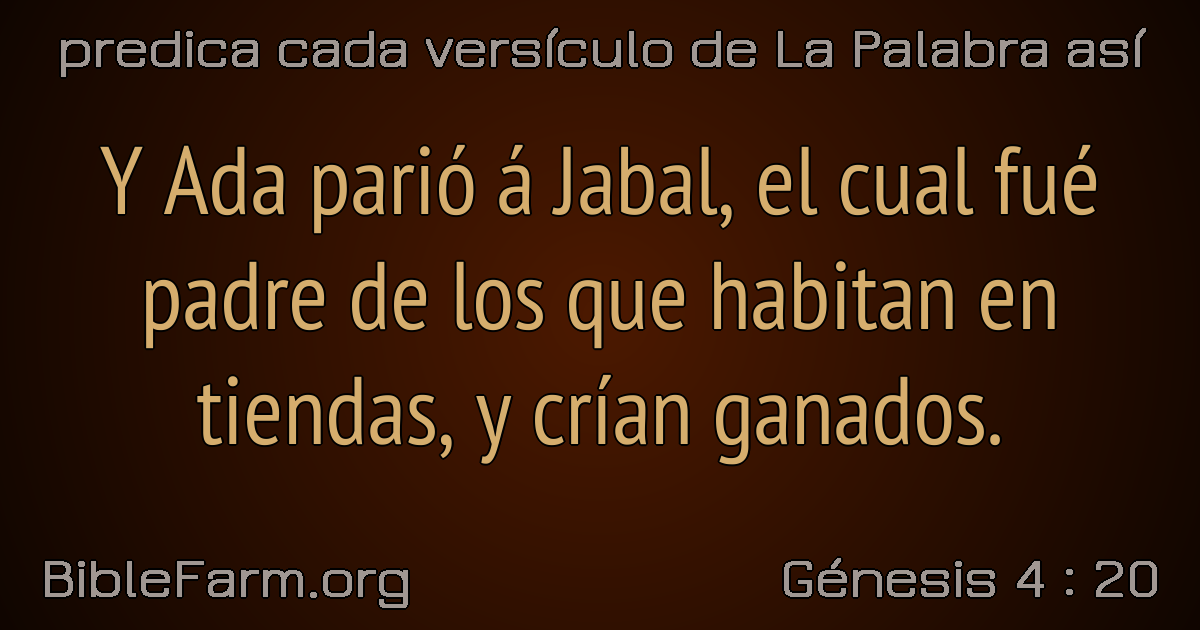 predica cada versículo de La Palabra así
Y Ada parió á Jabal, el cual fué
padre de los que habitan en
tiendas, y crían ganados.
BibleFarm.org
Génesis 4 : 20